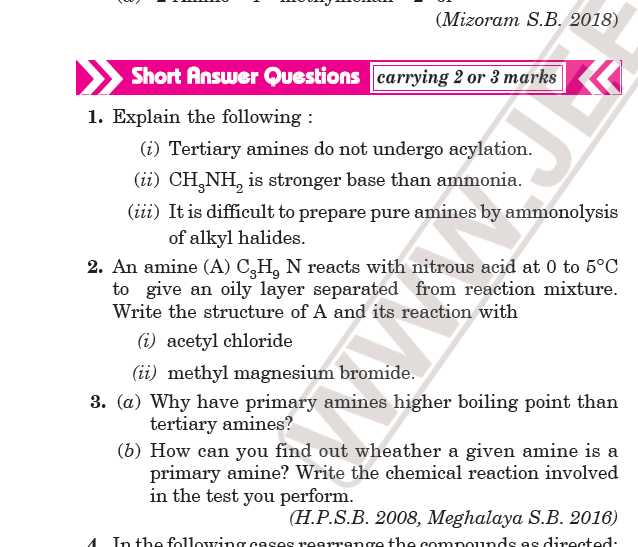 (Mizoram S.B. 2018)
Short Answer Questions carrying 2 or 3 marks
1. Explain the following :
(i) Tertiary amines do not undergo acylation.
(ii) CH₃NH₂ is stronger base than ammonia.
(iii) It is difficult to prepare pure amines by ammonolysis
of alkyl halides.
2. An amine (A) C₃H₉ N reacts with nitrous acid at 0 to 5°C
to give an oily layer separated from reaction mixture.
Write the structure of A and its reaction with
(i) acetyl chloride
(ii) methyl magnesium bromide.
3. (a) Why have primary amines higher boiling point than
tertiary amines?
(b) How can you find out wheather a given amine is a
primary amine? Write the chemical reaction involved
in the test you perform.
(H.P.S.B. 2008, Meghalaya S.B. 2016)
4. In the following cases rearrange the compounds as directed:
WWW.JEE